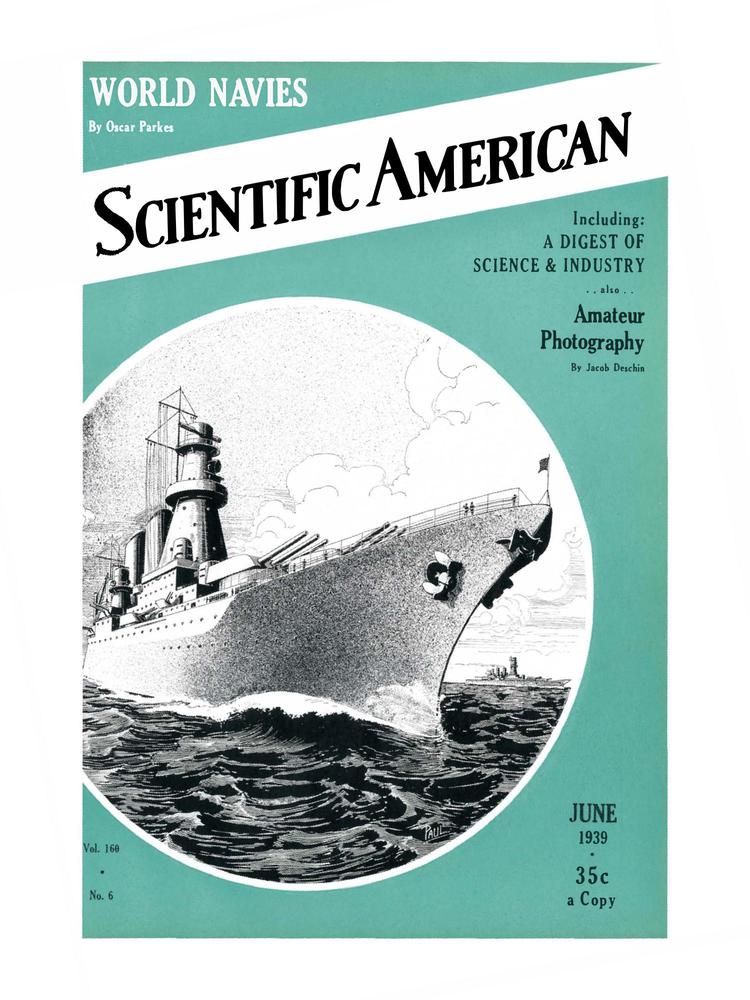 WORLD NAVIES
By Oscar Parkes
SCIENTIFIC AMERICAN
Including:
A DIGEST OF
SCIENCE & INDUSTRY
. . also . .
Amateur
Photography
By Jacob Deschin
PAUL
Vol. 160
•
No. 6
JUNE
1939
•
35c
a Copy